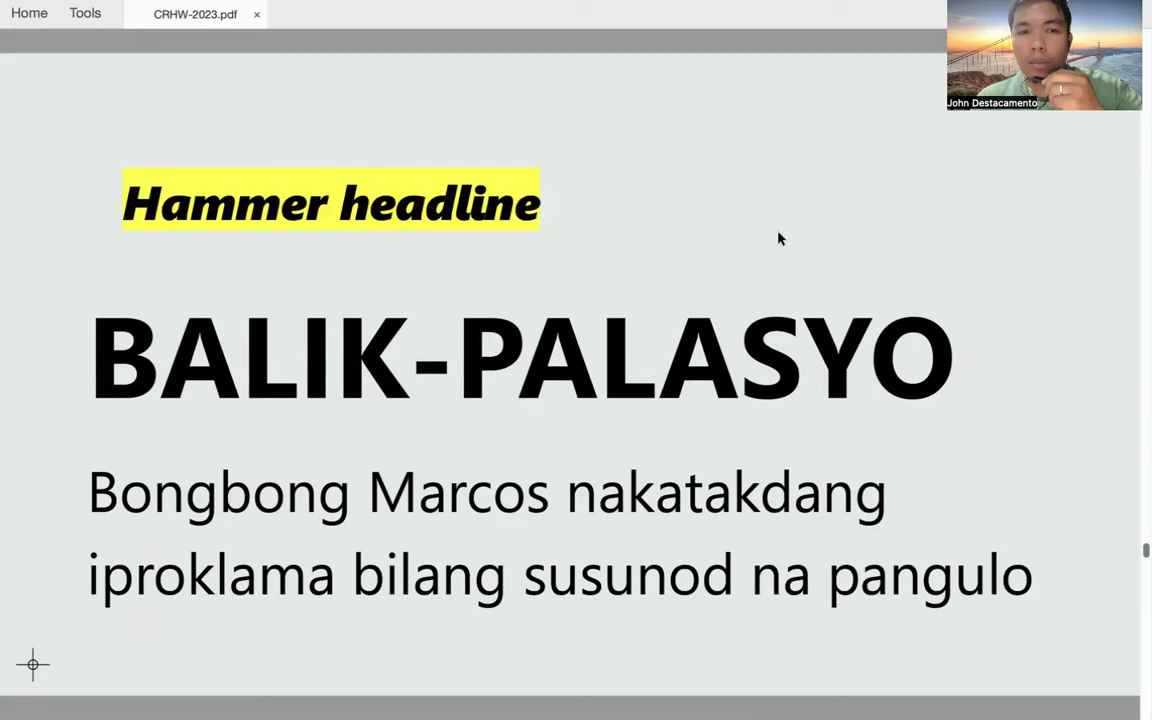 Home Tools CRHW-2023.pdf ×
John Destacamento
Hammer headline
BALIK-PALASYO
Bongbong Marcos nakatakdang
iproklama bilang susunod na pangulo